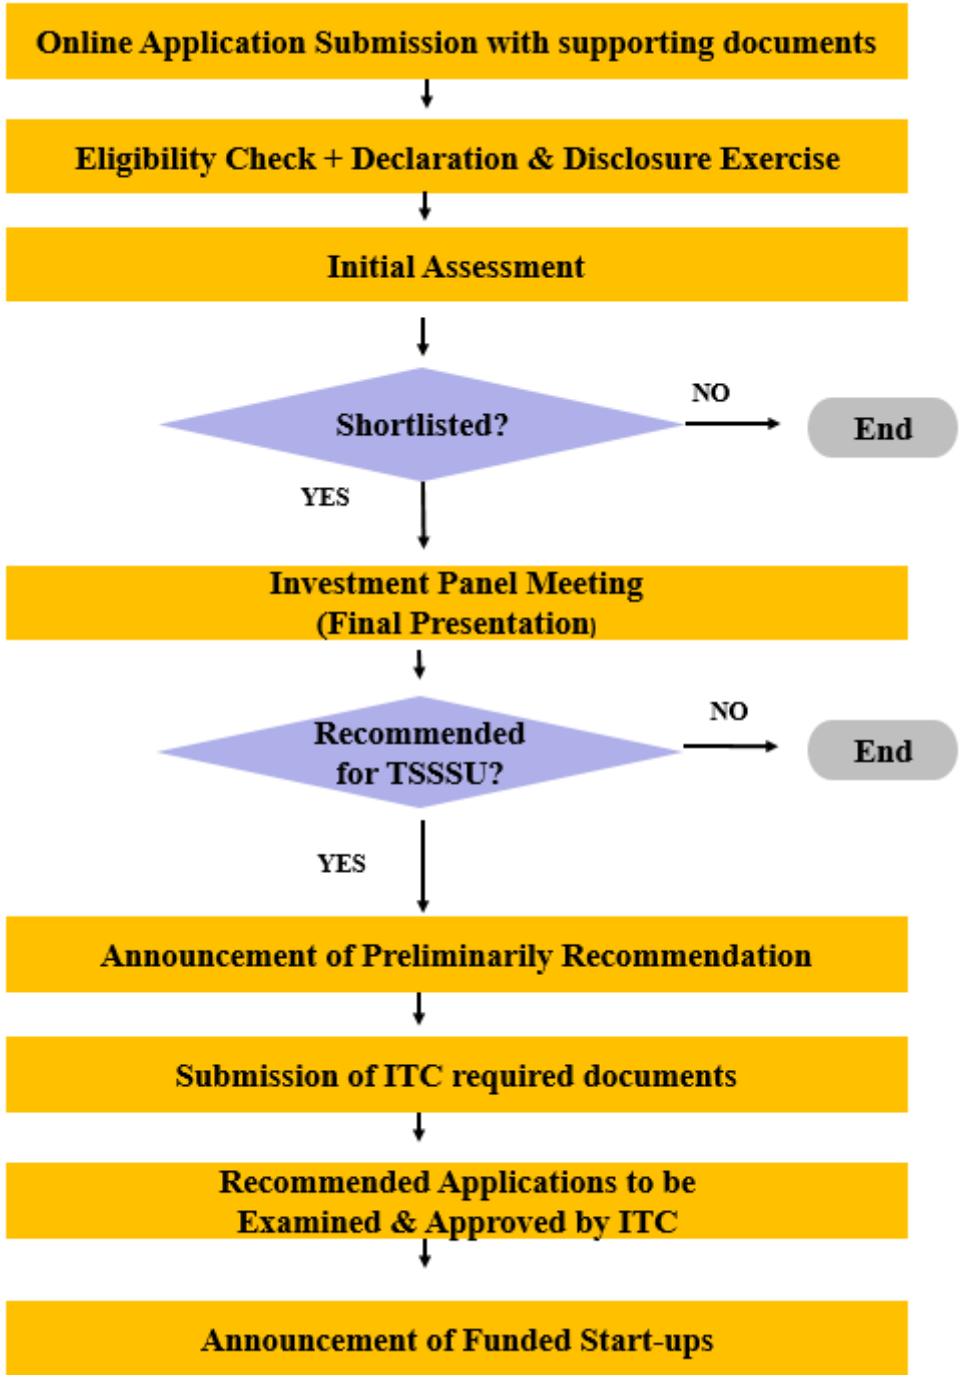 Online Application Submission with supporting documents
Eligibility Check + Declaration & Disclosure Exercise
Initial Assessment
Shortlisted?
NO
End
YES
Investment Panel Meeting
(Final Presentation)
Recommended
for TSSSU?
NO
End
YES
Announcement of Preliminarily Recommendation
Submission of ITC required documents
Recommended Applications to be
Examined & Approved by ITC
Announcement of Funded Start-ups